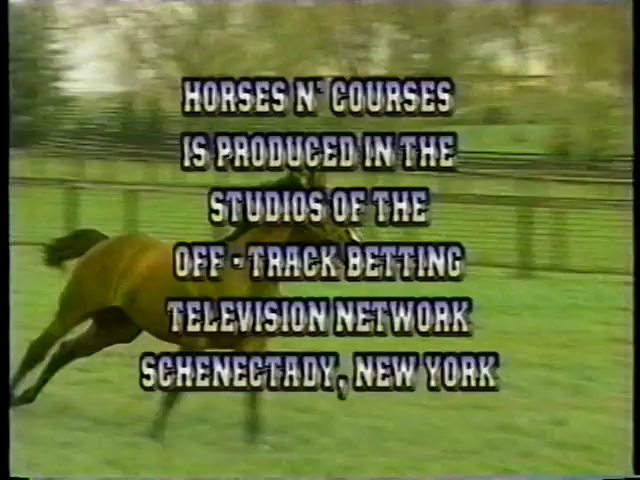 HORSES N' COURSES
IS PRODUCED IN THE
STUDIOS OF THE
OFF-TRACK BETTING
TELEVISION NETWORK
SCHENECTADY, NEW YORK